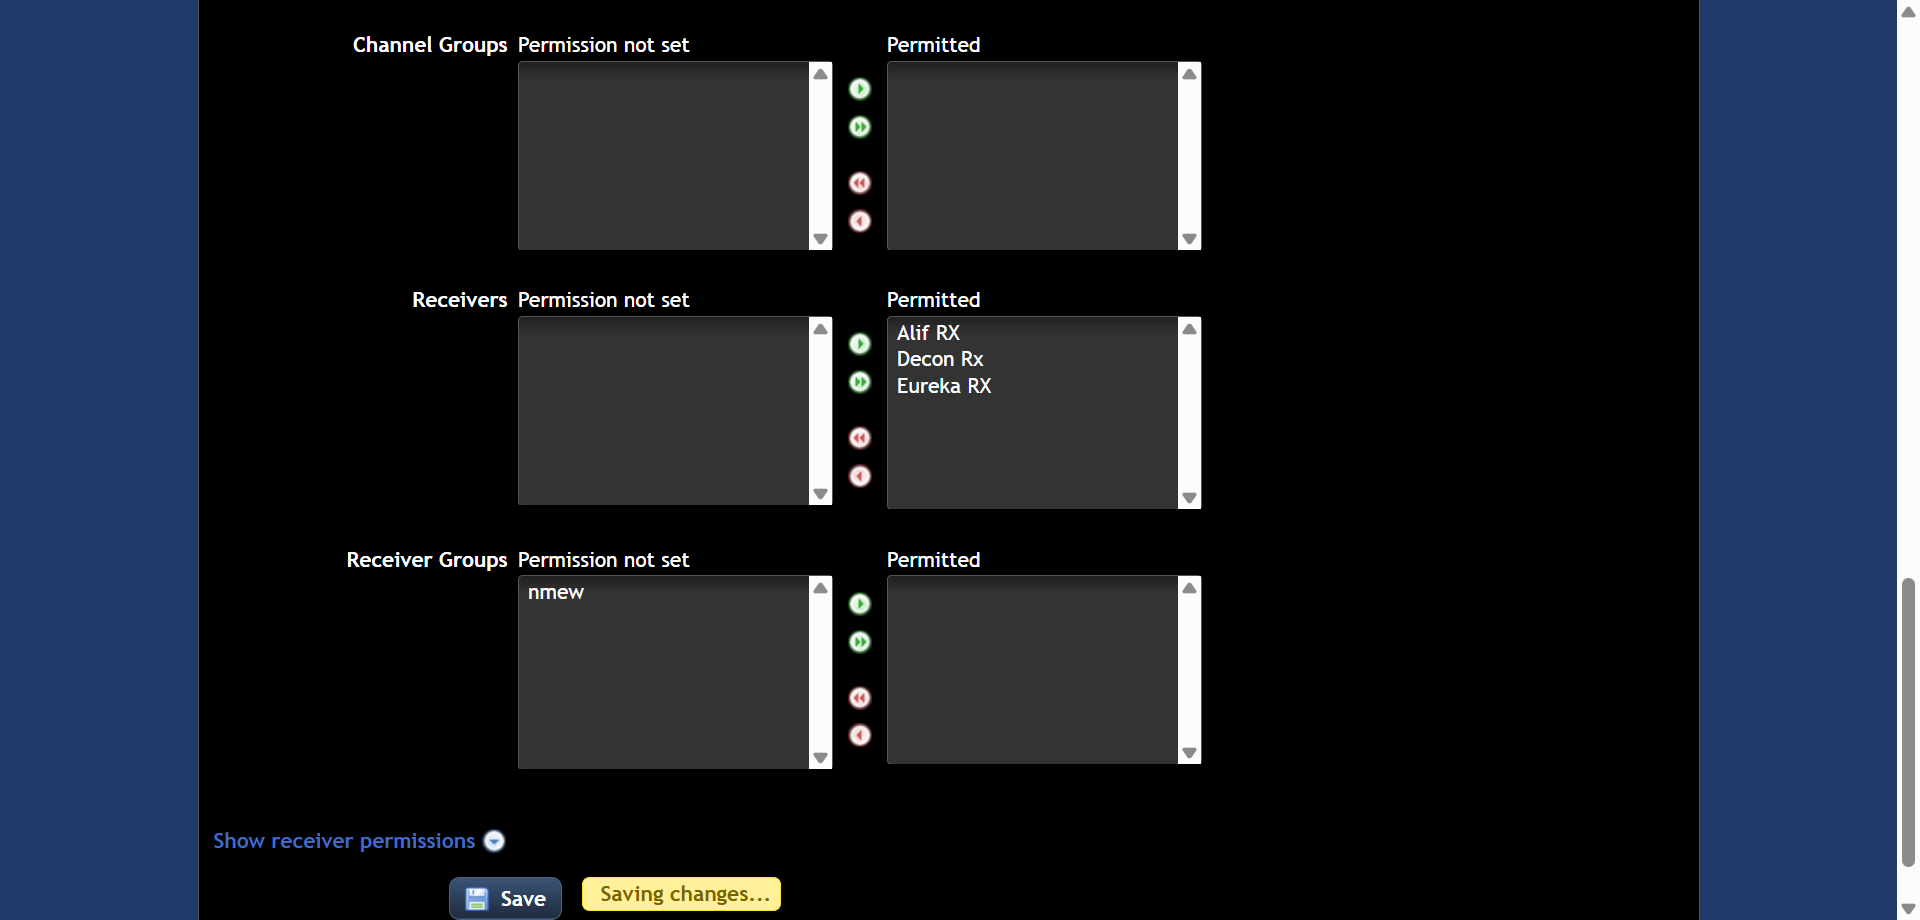 Channel Groups Permission not set Permitted
Receivers Permission not set Permitted
Alif RX
Decon Rx
Eureka RX
Receiver Groups Permission not set Permitted
nmew
Show receiver permissions
Save Saving changes...